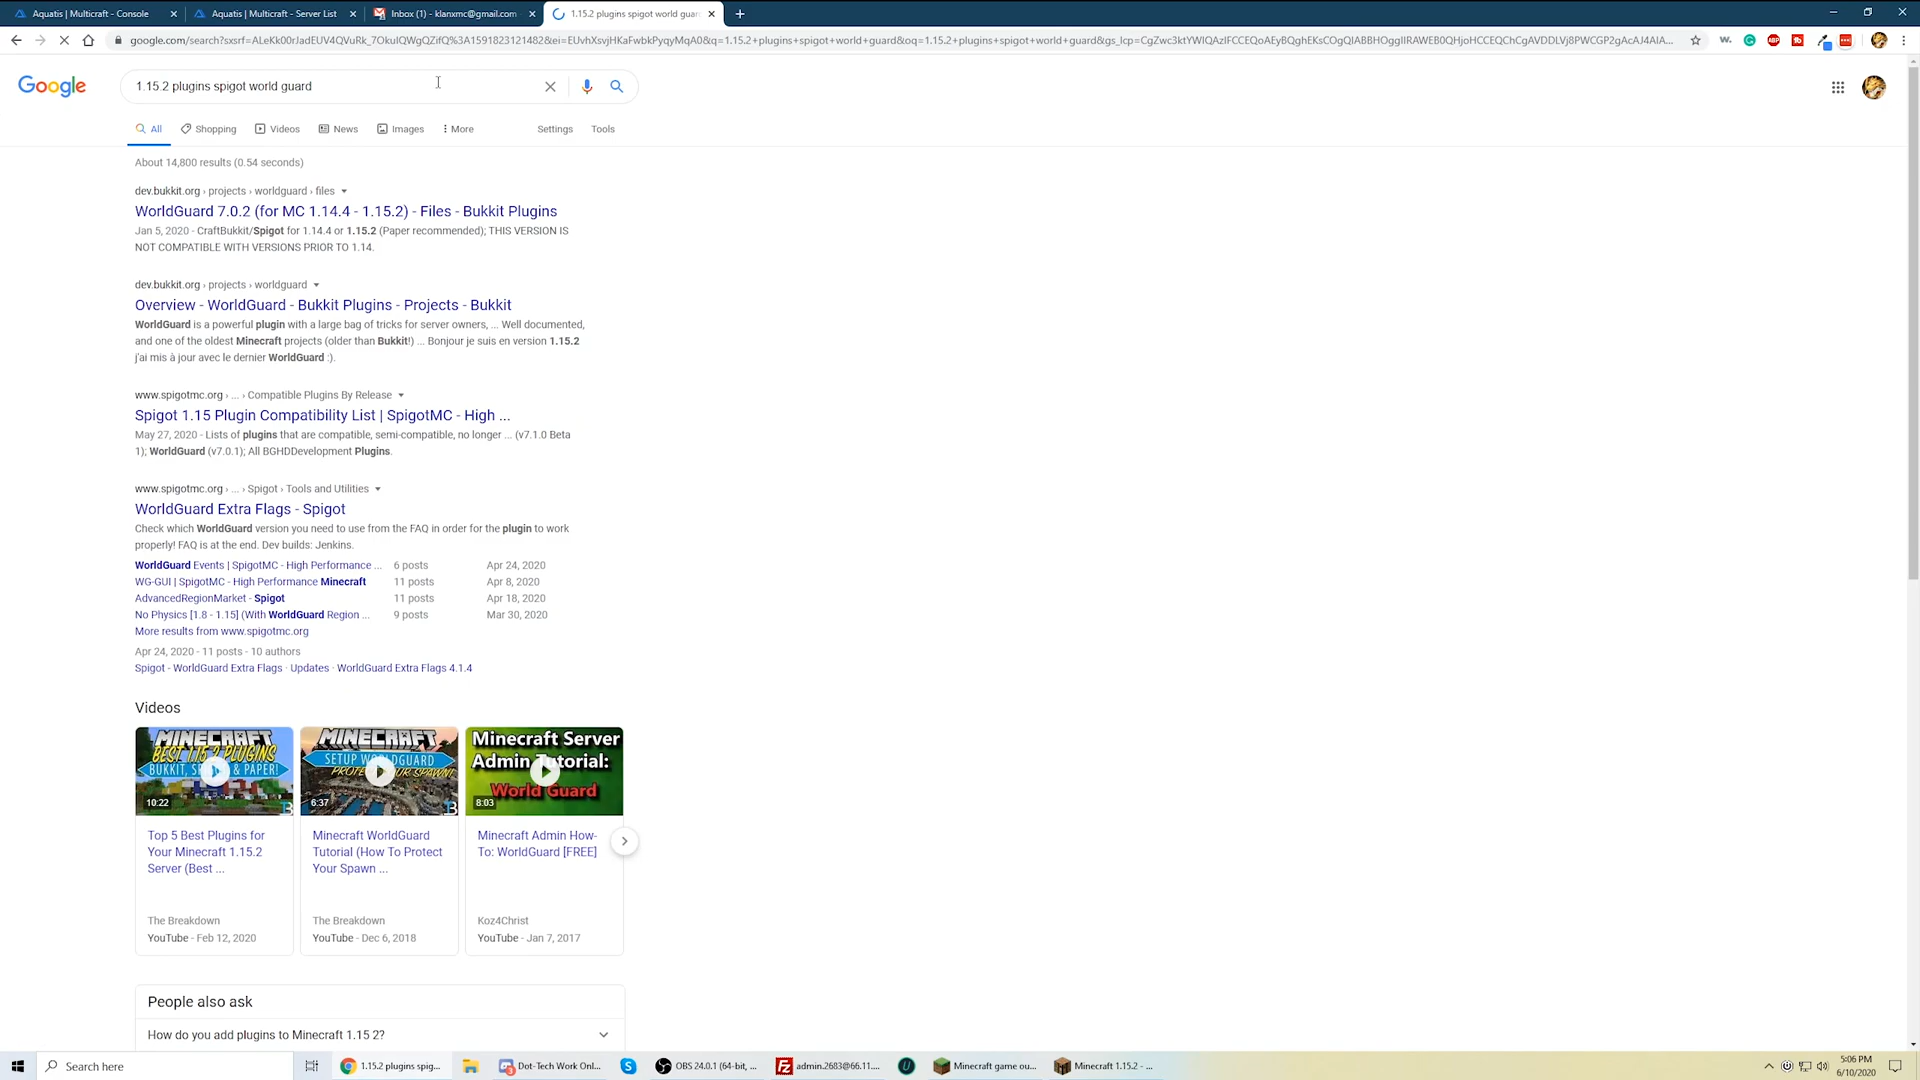 Aquatis | Multicraft - Console
Aquatis | Multicraft - Server List
Inbox (1) - klanxmc@gmail.com
1.15.2 plugins spigot world guar
Google
1.15.2 plugins spigot world guard
All
Shopping
Videos
News
Images
More
Settings
Tools
About 14,800 results (0.54 seconds)
dev.bukkit.org › projects › worldguard › files
WorldGuard 7.0.2 (for MC 1.14.4 - 1.15.2) - Files - Bukkit Plugins
Jan 5, 2020 - CraftBukkit/Spigot for 1.14.4 or 1.15.2 (Paper recommended); THIS VERSION IS
NOT COMPATIBLE WITH VERSIONS PRIOR TO 1.14.
dev.bukkit.org › projects › worldguard
Overview - WorldGuard - Bukkit Plugins - Projects - Bukkit
WorldGuard is a powerful plugin with a large bag of tricks for server owners, ... Well documented,
and one of the oldest Minecraft projects (older than Bukkit!) ... Bonjour je suis en version 1.15.2
j'ai mis à jour avec le dernier WorldGuard :).
www.spigotmc.org › ... › Compatible Plugins By Release
Spigot 1.15 Plugin Compatibility List | SpigotMC - High ...
May 27, 2020 - Lists of plugins that are compatible, semi-compatible, no longer ... (v7.1.0 Beta
1); WorldGuard (v7.0.1); All BGHDDevelopment Plugins.
www.spigotmc.org › ... › Spigot › Tools and Utilities
WorldGuard Extra Flags - Spigot
Check which WorldGuard version you need to use from the FAQ in order for the plugin to work
properly! FAQ is at the end. Dev builds: Jenkins.
WorldGuard Events | SpigotMC - High Performance ... 6 posts Apr 24, 2020
WG-GUI | SpigotMC - High Performance Minecraft 11 posts Apr 8, 2020
AdvancedRegionMarket - Spigot 11 posts Apr 18, 2020
No Physics [1.8 - 1.15] (With WorldGuard Region ... 9 posts Mar 30, 2020
More results from www.spigotmc.org
Apr 24, 2020 - 11 posts - 10 authors
Spigot - WorldGuard Extra Flags · Updates · WorldGuard Extra Flags 4.1.4
Videos
MINECRAFT
BEST 1.15.2 PLUGINS
BUKKIT, SPIGOT & PAPER!
10:22
MINECRAFT
SETUP WORLDGUARD
PROTECT YOUR SPAWN!
6:37
Minecraft Server
Admin Tutorial:
World Guard
8:03
Top 5 Best Plugins for
Your Minecraft 1.15.2
Server (Best ...
The Breakdown
YouTube - Feb 12, 2020
Minecraft WorldGuard
Tutorial (How To Protect
Your Spawn ...
The Breakdown
YouTube - Dec 6, 2018
Minecraft Admin How-
To: WorldGuard [FREE]
Koz4Christ
YouTube - Jan 7, 2017
People also ask
How do you add plugins to Minecraft 1.15 2?
Search here
1.15.2 plugins spig...
Dot-Tech Work Onl...
OBS 24.0.1 (64-bit, ...
admin.2683@66.11....
Minecraft game ou...
Minecraft 1.15.2 - ...
5:06 PM
6/10/2020